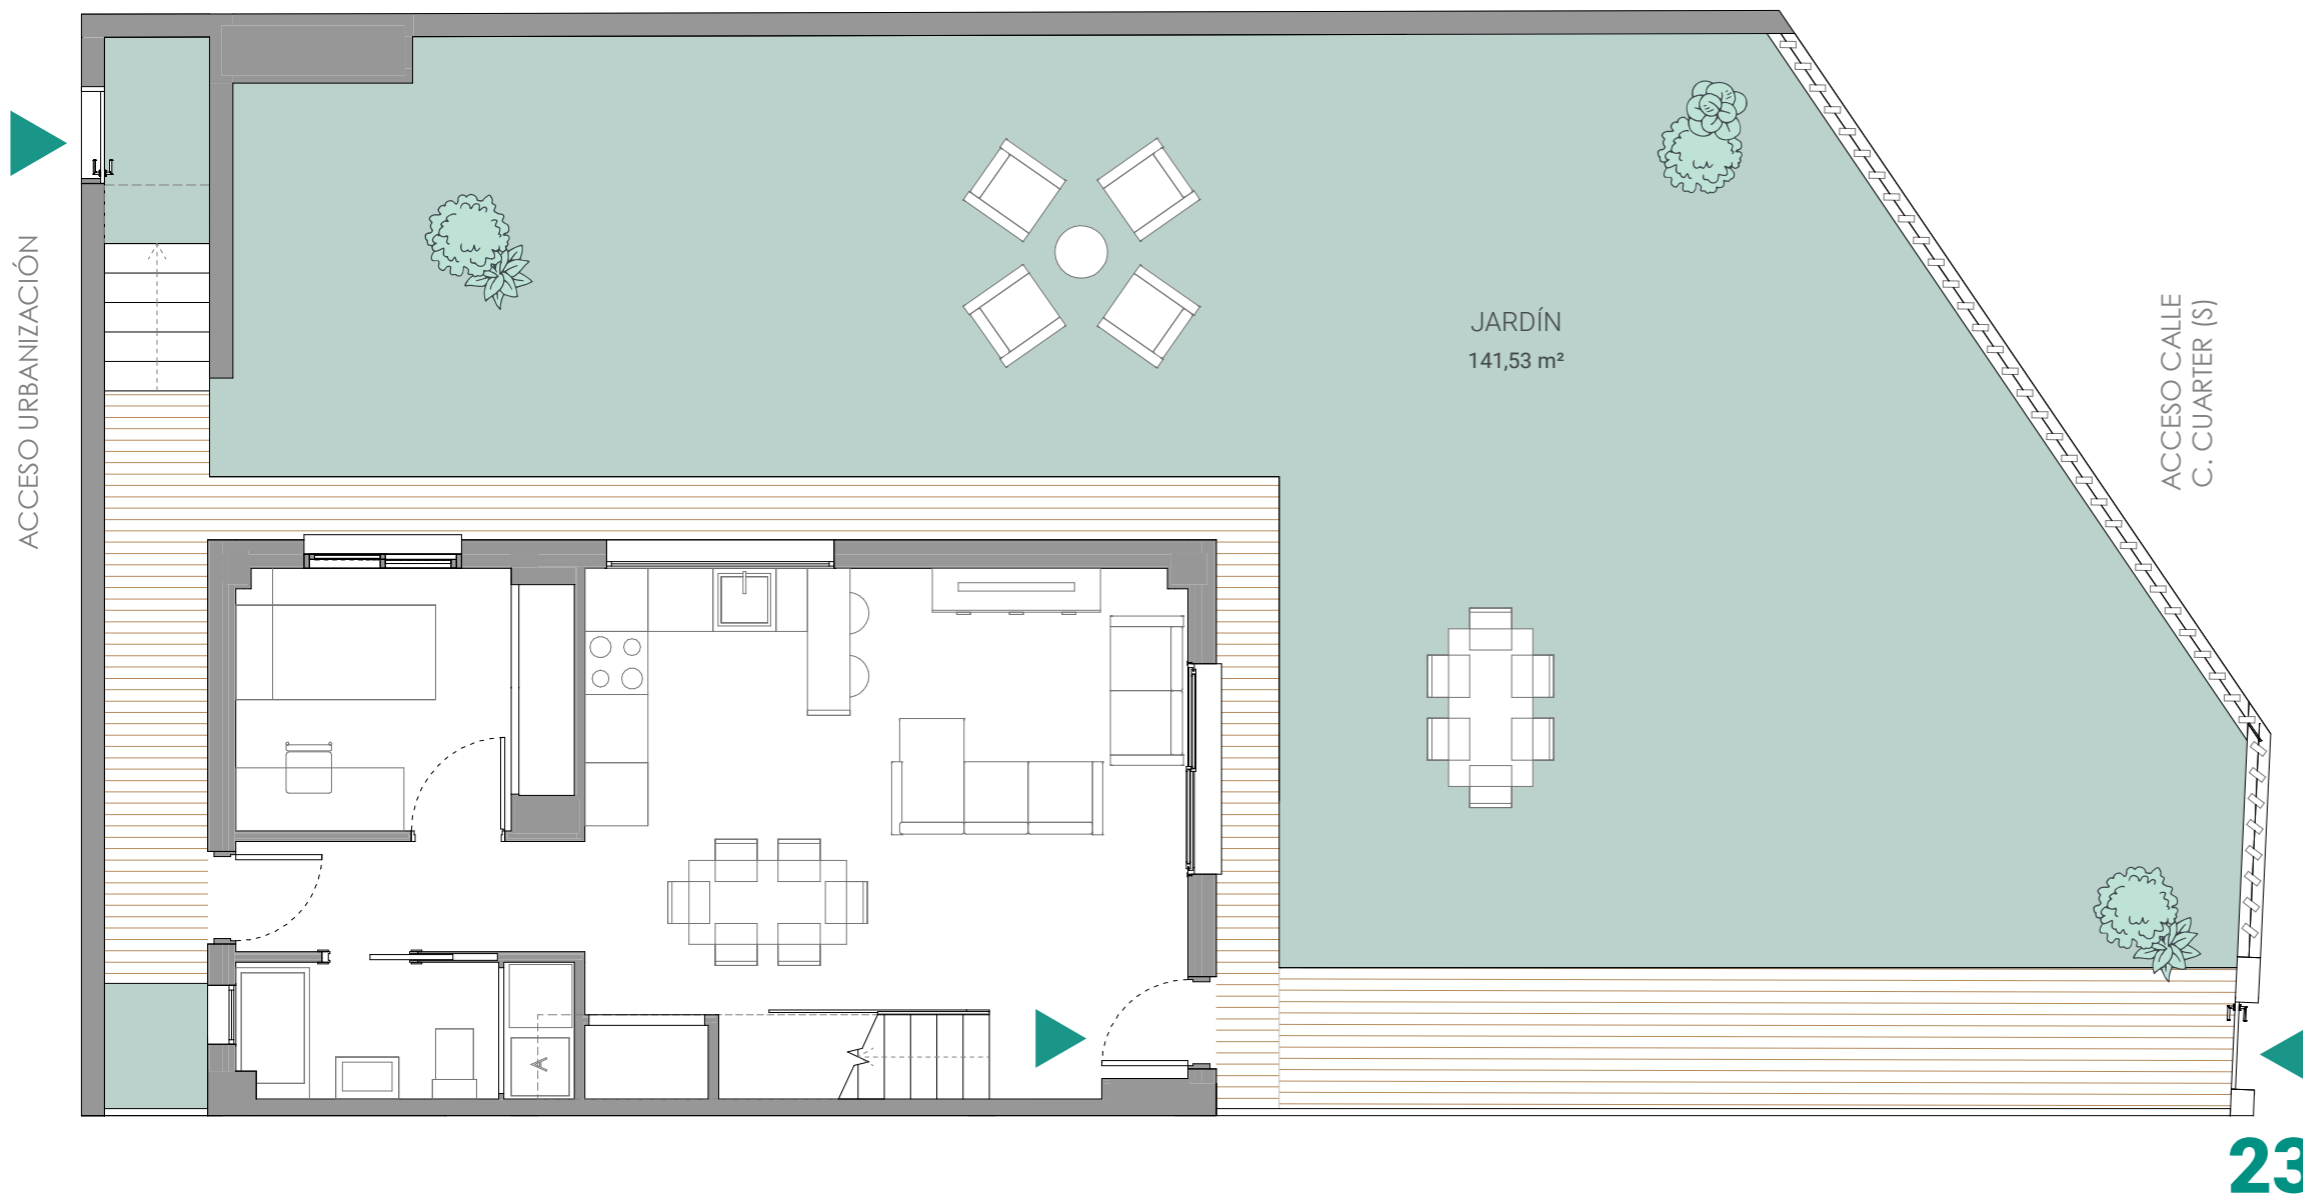 ACCESO URBANIZACIÓN
JARDÍN
141,53 m²
ACCESO CALLE
C. CUARTER (S)
A
23